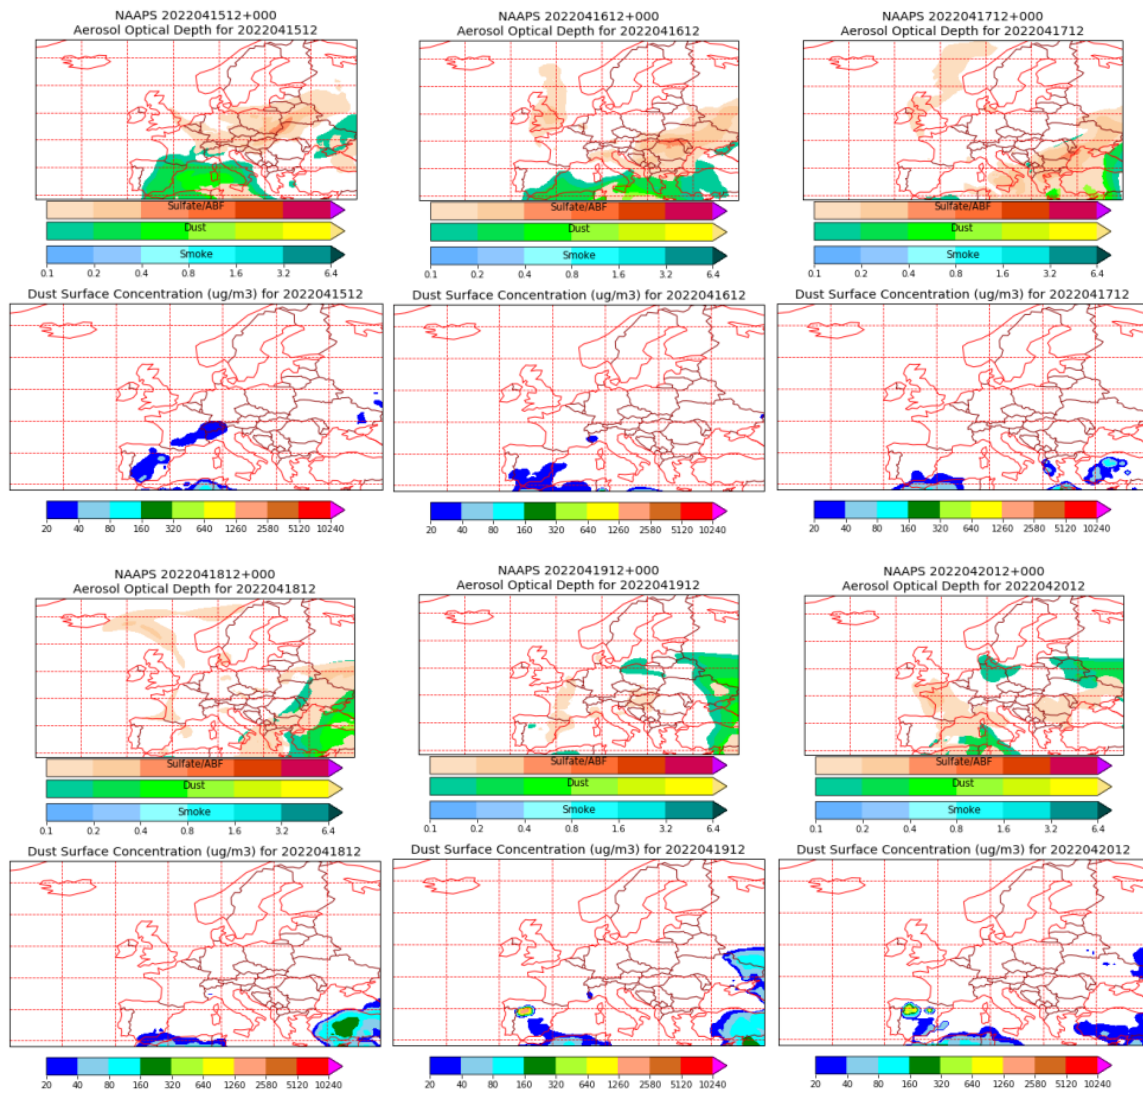 NAAPS 2022041512+000
Aerosol Optical Depth for 2022041512
NAAPS 2022041612+000
Aerosol Optical Depth for 2022041612
NAAPS 2022041712+000
Aerosol Optical Depth for 2022041712
Sulfate/ABF
Dust
Smoke
0.1 0.2 0.4 0.8 1.6 3.2 6.4
Sulfate/ABF
Dust
Smoke
0.1 0.2 0.4 0.8 1.6 3.2 6.4
Sulfate/ABF
Dust
Smoke
0.1 0.2 0.4 0.8 1.6 3.2 6.4
Dust Surface Concentration (ug/m3) for 2022041512
Dust Surface Concentration (ug/m3) for 2022041612
Dust Surface Concentration (ug/m3) for 2022041712
20 40 80 160 320 640 1260 2580 5120 10240
20 40 80 160 320 640 1260 2580 5120 10240
20 40 80 160 320 640 1260 2580 5120 10240
NAAPS 2022041812+000
Aerosol Optical Depth for 2022041812
NAAPS 2022041912+000
Aerosol Optical Depth for 2022041912
NAAPS 2022042012+000
Aerosol Optical Depth for 2022042012
Sulfate/ABF
Dust
Smoke
0.1 0.2 0.4 0.8 1.6 3.2 6.4
Sulfate/ABF
Dust
Smoke
0.1 0.2 0.4 0.8 1.6 3.2 6.4
Sulfate/ABF
Dust
Smoke
0.1 0.2 0.4 0.8 1.6 3.2 6.4
Dust Surface Concentration (ug/m3) for 2022041812
Dust Surface Concentration (ug/m3) for 2022041912
Dust Surface Concentration (ug/m3) for 2022042012
20 40 80 160 320 640 1260 2580 5120 10240
20 40 80 160 320 640 1260 2580 5120 10240
20 40 80 160 320 640 1260 2580 5120 10240